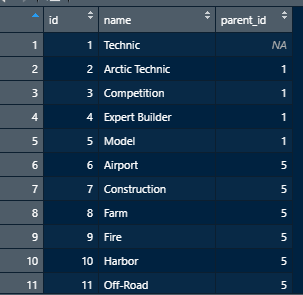 id name parent_id
1 1 Technic NA
2 2 Arctic Technic 1
3 3 Competition 1
4 4 Expert Builder 1
5 5 Model 1
6 6 Airport 5
7 7 Construction 5
8 8 Farm 5
9 9 Fire 5
10 10 Harbor 5
11 11 Off-Road 5